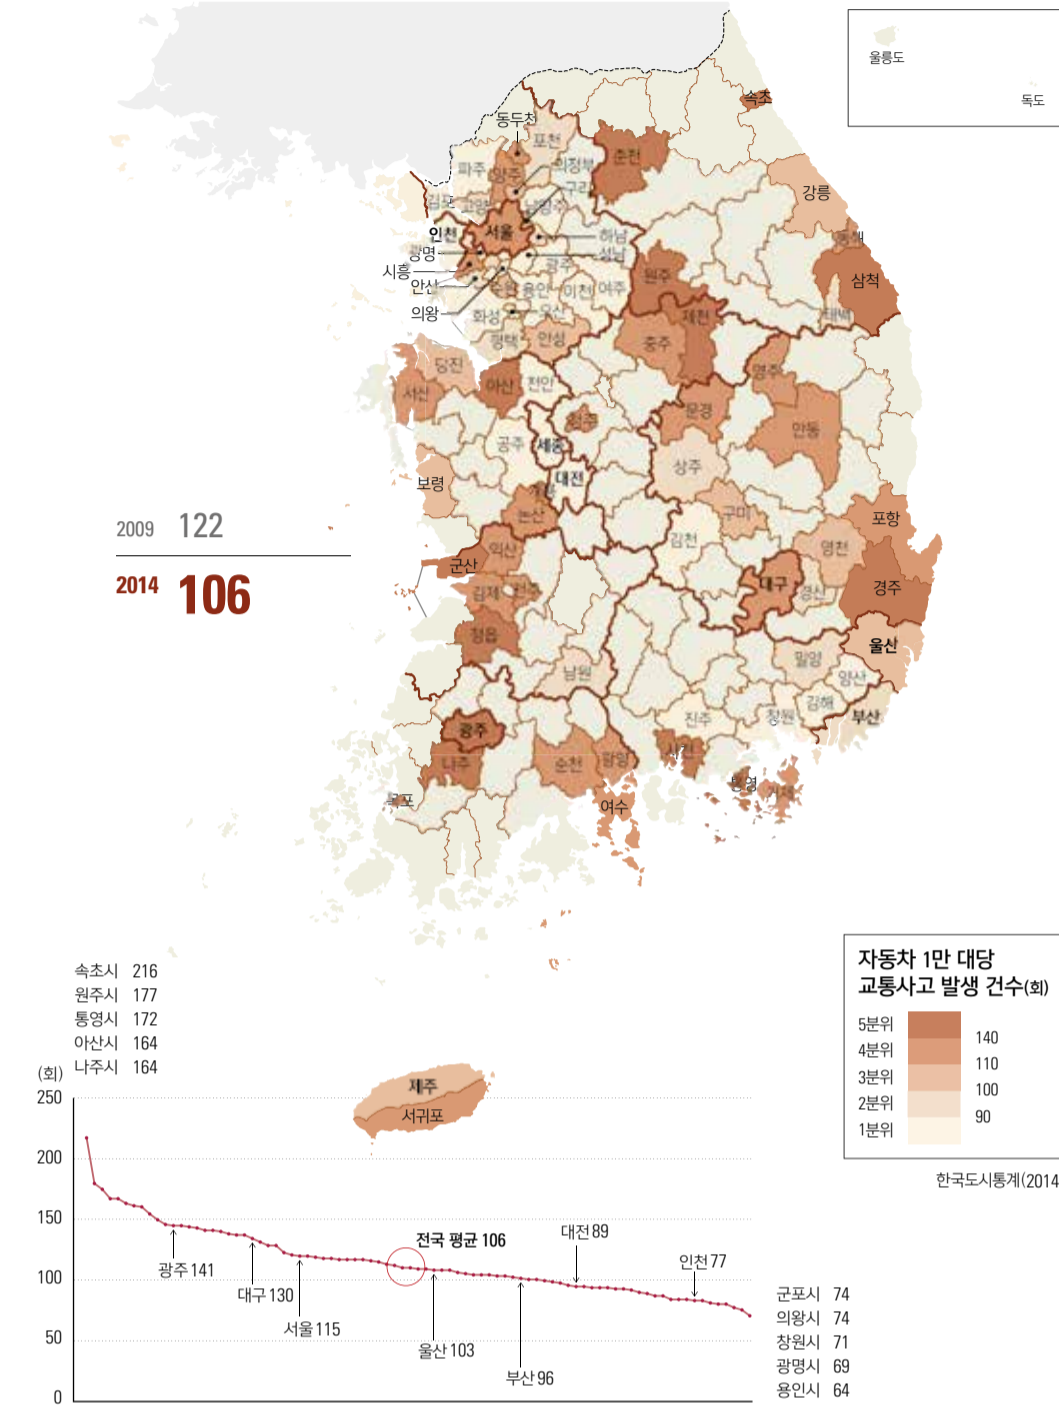 울릉도
독도
속초
동두천
포천
춘천
파주
양주
의정부
구리
강릉
김포
고양
남양주
인천
서울
하남
동해
광명
성남
시흥
광주
원주
삼척
안산
수원
용인
이천
여주
의왕
화성
오산
제천
태백
평택
안성
충주
당진
영주
서산
아산
천안
문경
청주
안동
공주
세종
상주
대전
보령
계룡
논산
구미
포항
2009 122
김천
영천
익산
군산
2014 106
대구
경주
김제
전주
경산
정읍
울산
밀양
남원
양산
김해
진주
창원
부산
광주
사천
나주
순천
광양
통영
거제
목포
여수
속초시 216
원주시 177
통영시 172
아산시 164
나주시 164
자동차 1만 대당
교통사고 발생 건수(회)
5분위
140
4분위
110
3분위
100
2분위
90
1분위
한국도시통계(2014
제주
서귀포
(회)
250
200
150
100
50
0
광주 141
대구 130
서울 115
전국 평균 106
울산 103
부산 96
대전 89
인천 77
군포시 74
의왕시 74
창원시 71
광명시 69
용인시 64